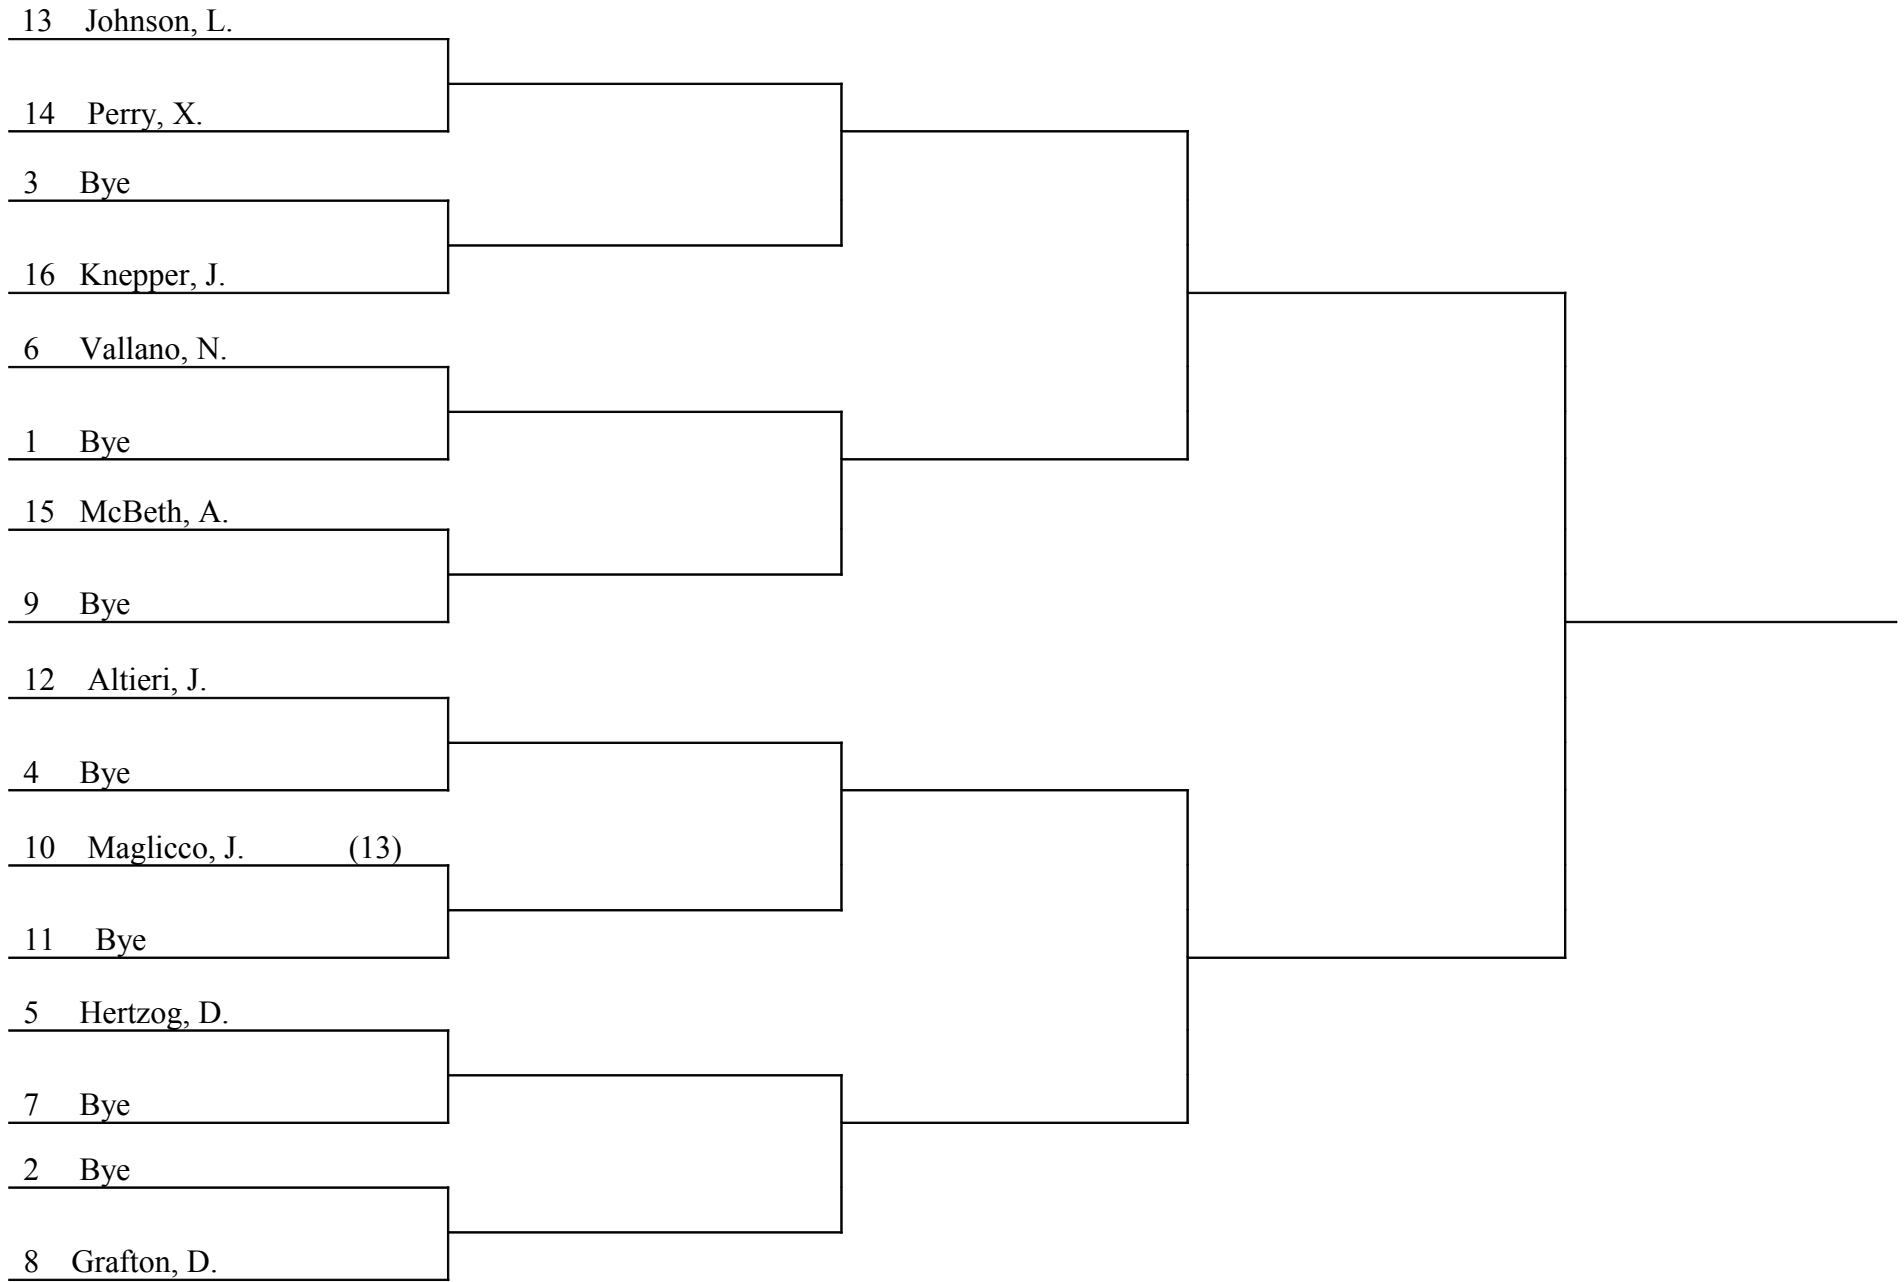 13 Johnson, L.
14 Perry, X.
3 Bye
16 Knepper, J.
6 Vallano, N.
1 Bye
15 McBeth, A.
9 Bye
12 Altieri, J.
4 Bye
10 Maglicco, J. (13)
11 Bye
5 Hertzog, D.
7 Bye
2 Bye
8 Grafton, D.